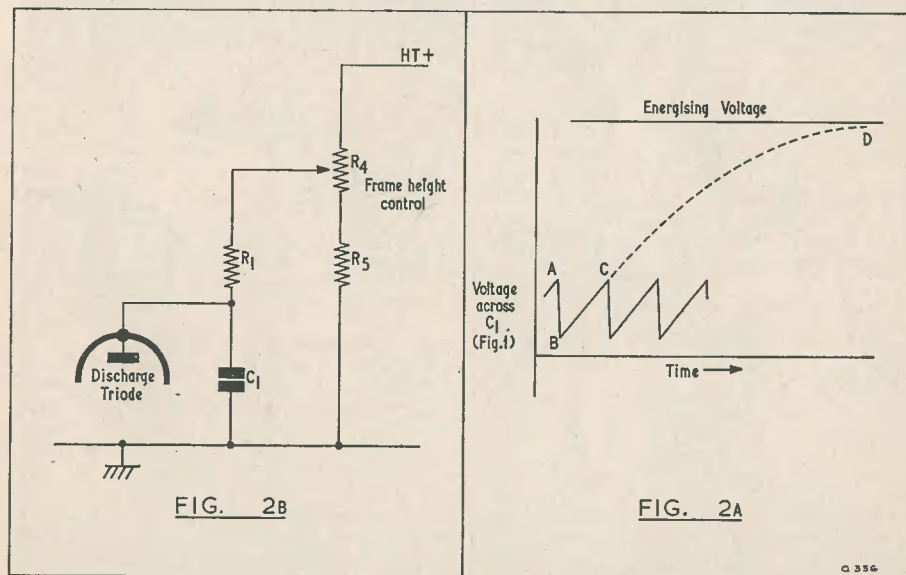 HT+
R4
Frame height
control
R1
R5
C1
Discharge
Triode
FIG. 2B
Energising Voltage
D
A
C
Voltage
across
C1
(Fig.1)
B
Time
FIG. 2A
G336